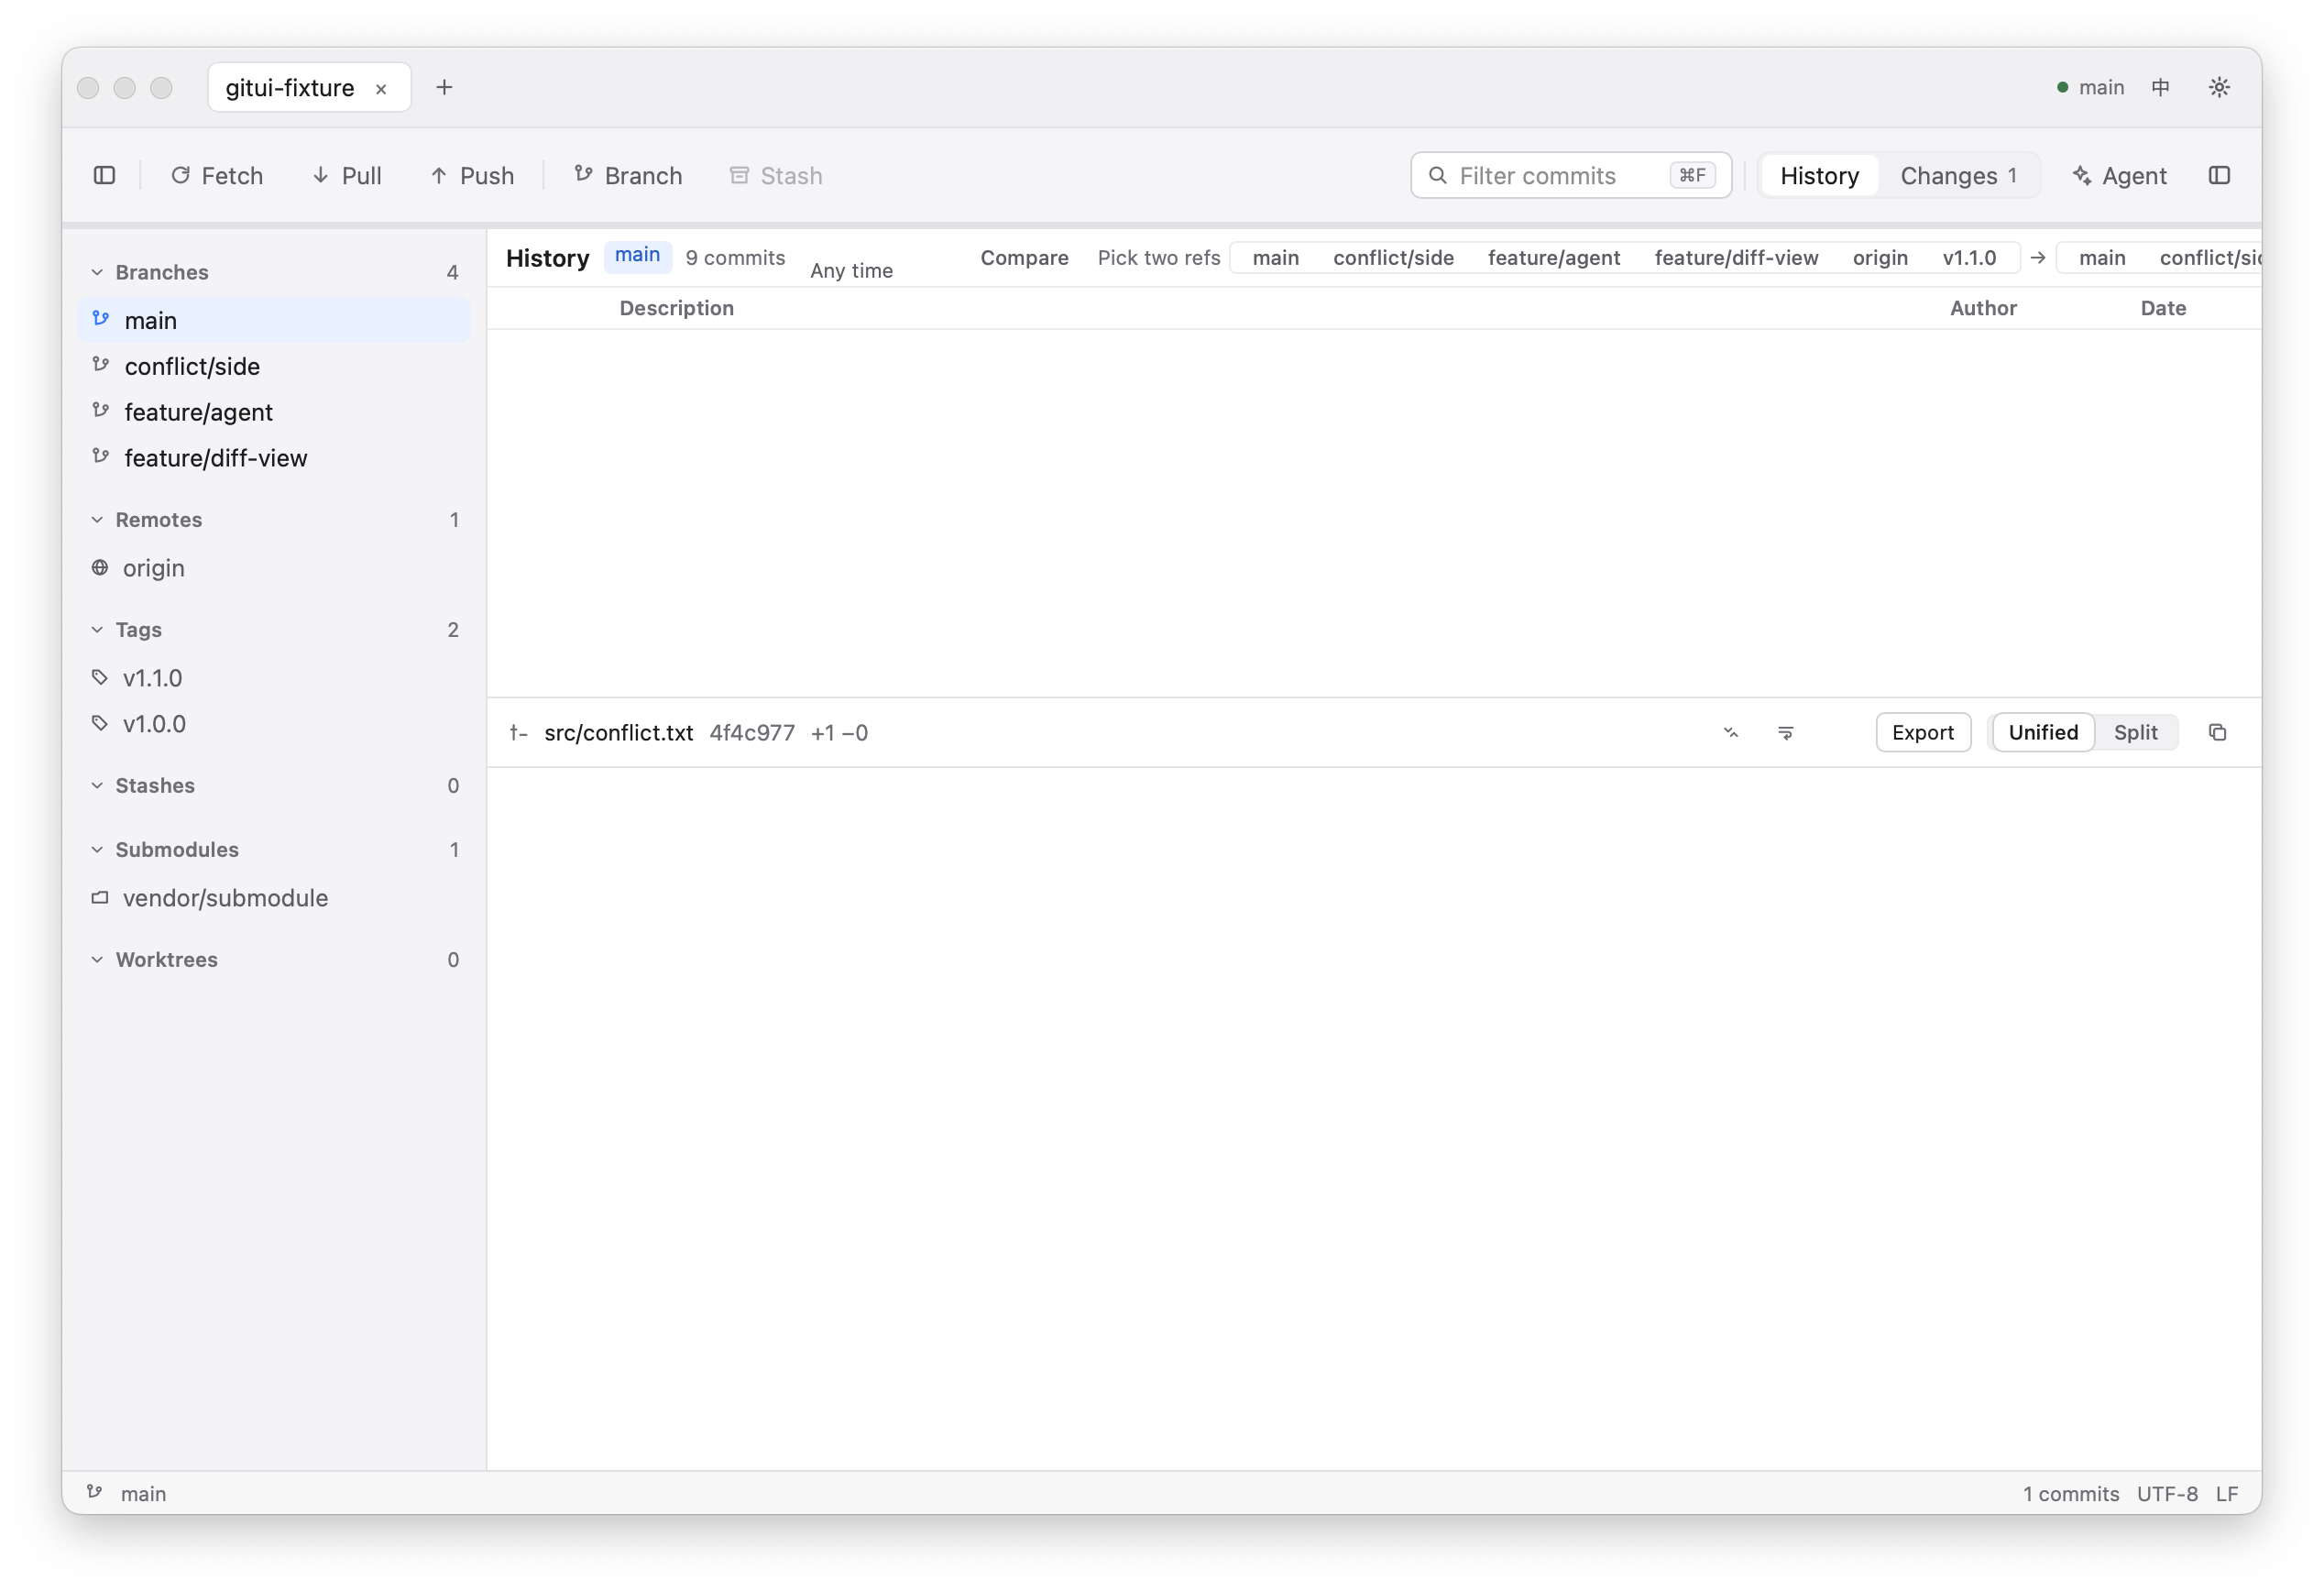 gitui-fixture × +
main 中
Fetch Pull Push Branch Stash
Filter commits ⌘F
History Changes 1 Agent
Branches 4
main
conflict/side
feature/agent
feature/diff-view
Remotes 1
origin
Tags 2
v1.1.0
v1.0.0
Stashes 0
Submodules 1
vendor/submodule
Worktrees 0
History main 9 commits Any time Compare Pick two refs main conflict/side feature/agent feature/diff-view origin v1.1.0 → main conflict/sid
Description Author Date
src/conflict.txt 4f4c977 +1 −0 Export Unified Split
main
1 commits UTF-8 LF